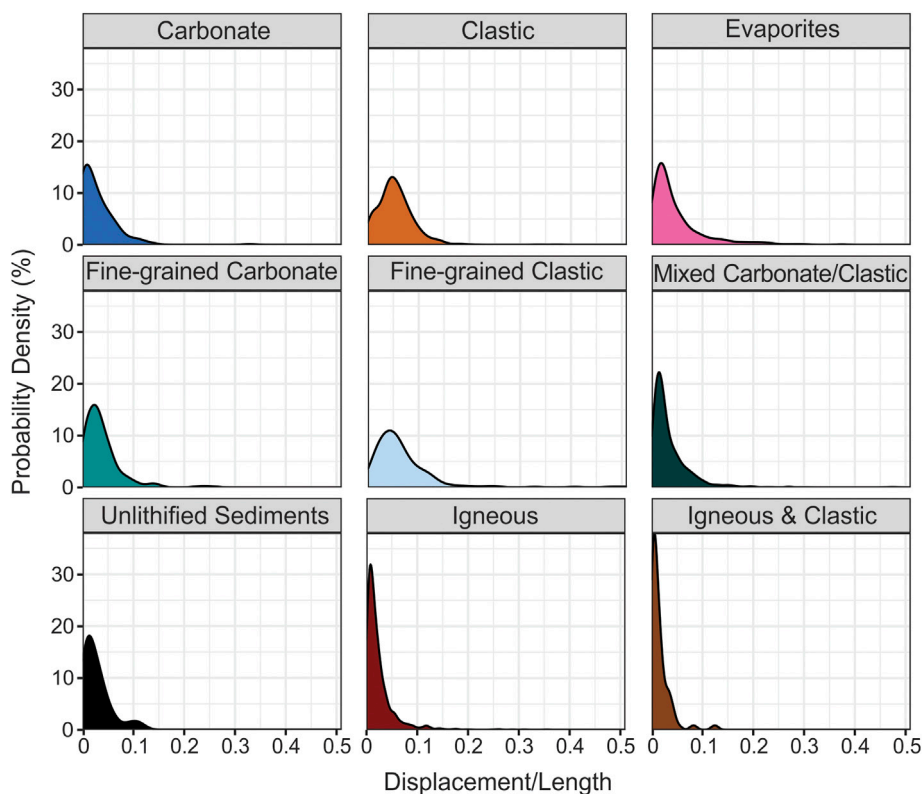 Carbonate
Clastic
Evaporites
30
20
10
0
Fine-grained Carbonate
Fine-grained Clastic
Mixed Carbonate/Clastic
30
20
10
0
Probability Density (%)
Unlithified Sediments
Igneous
Igneous & Clastic
30
20
10
0
0 0.1 0.2 0.3 0.4 0.5
0 0.1 0.2 0.3 0.4 0.5
0 0.1 0.2 0.3 0.4 0.5
Displacement/Length